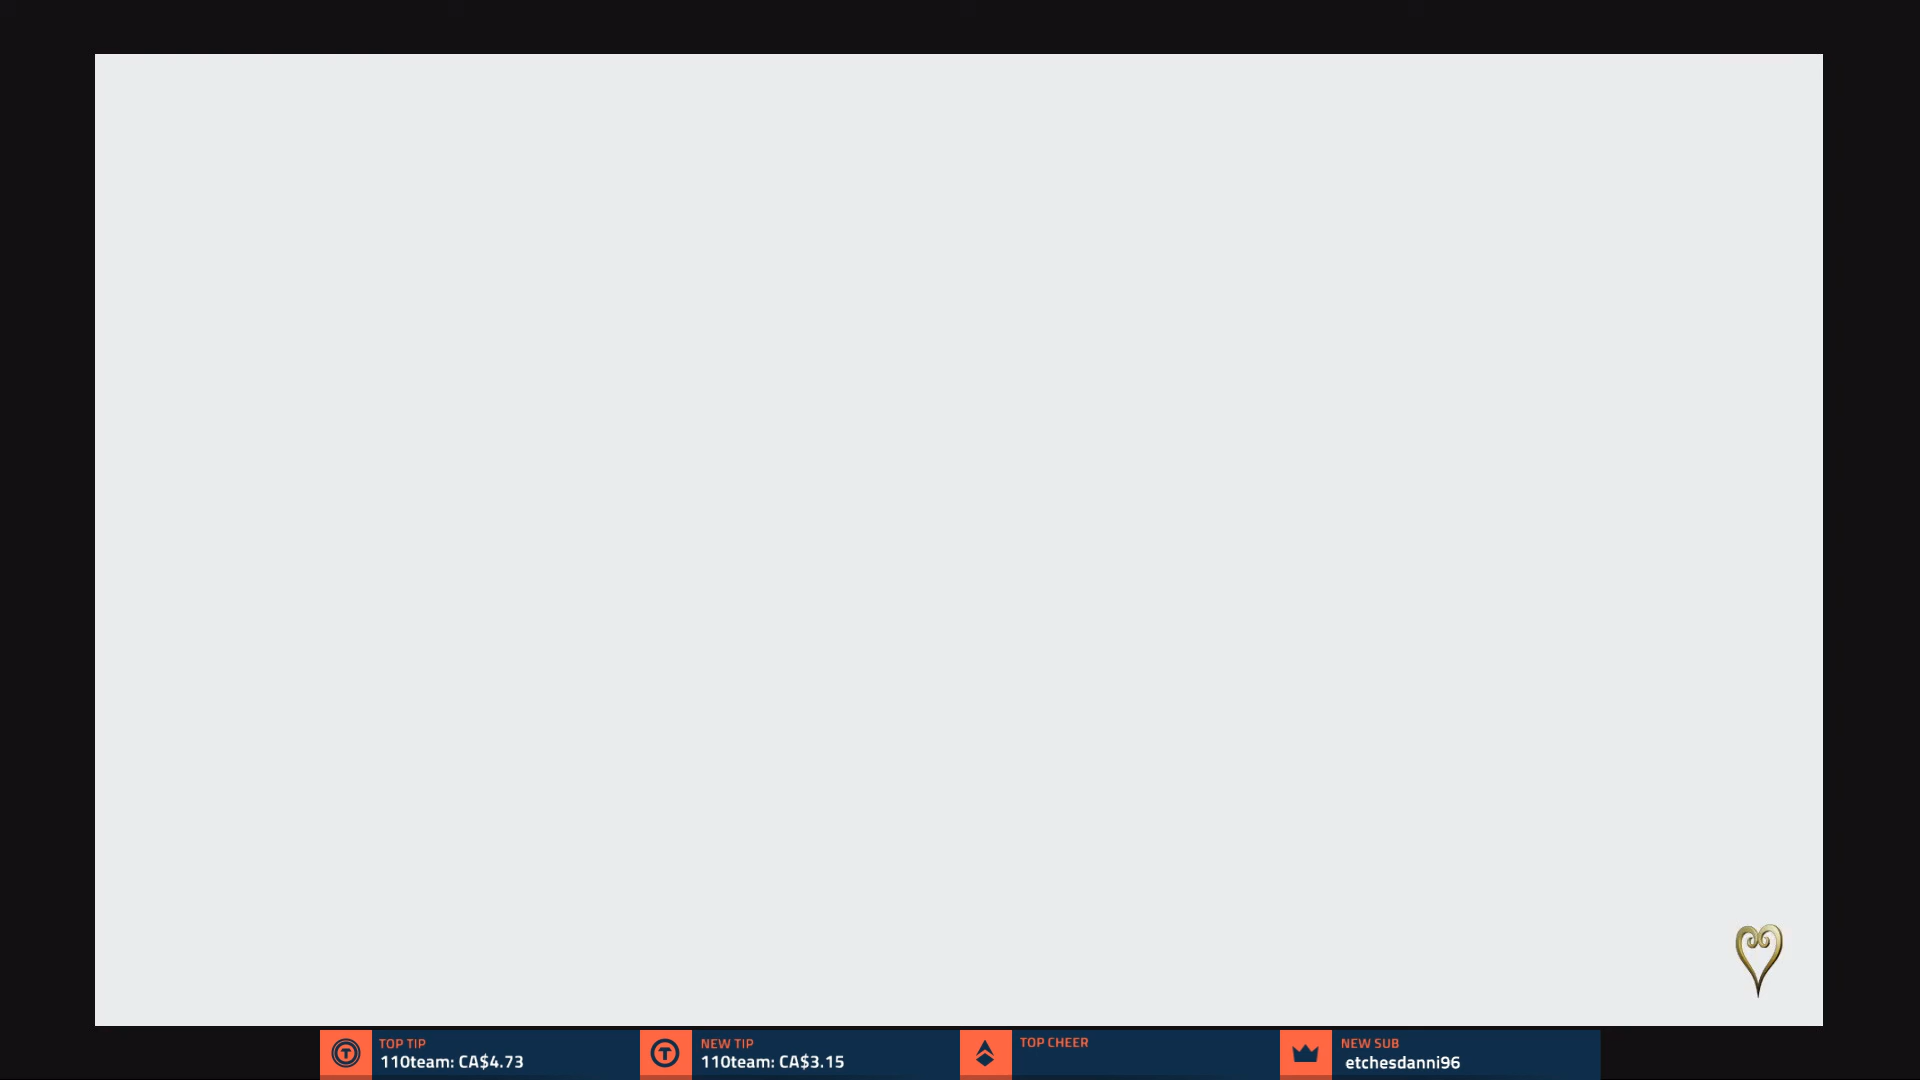 TOP TIP
110team: CA$4.73
NEW TIP
110team: CA$3.15
TOP CHEER
NEW SUB
etchesdanni96